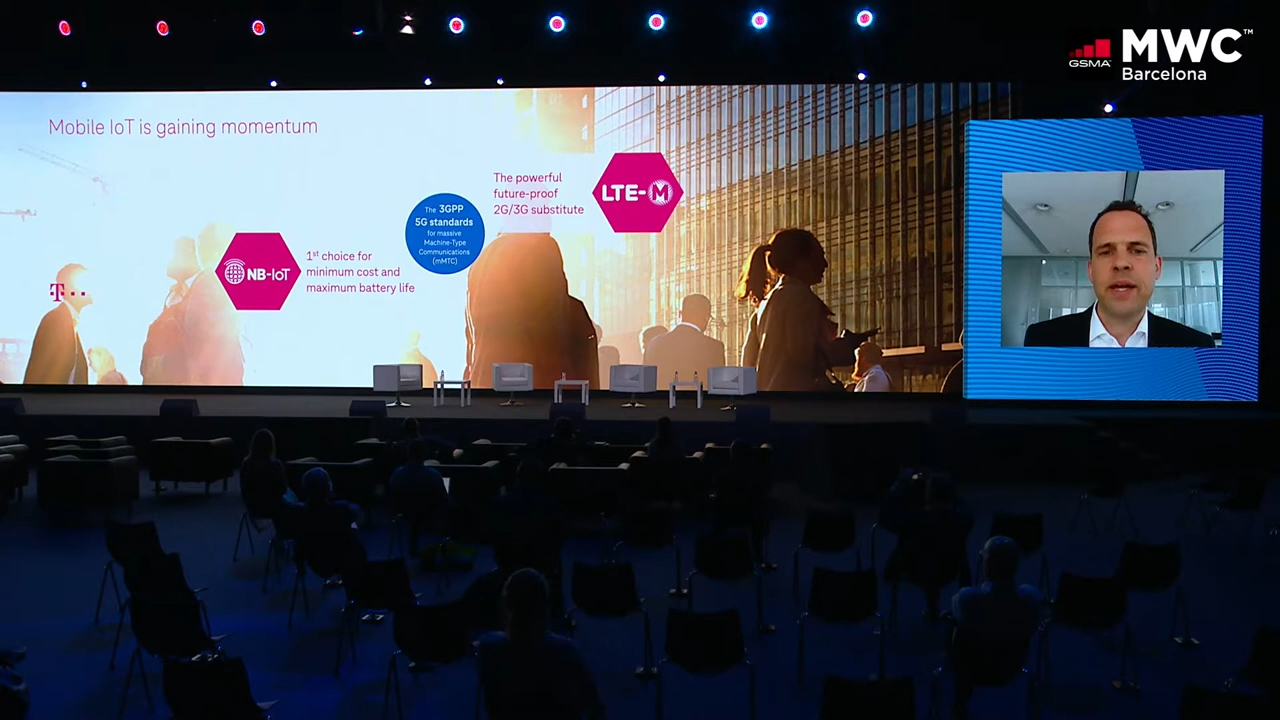 GSMA
MWC™
Barcelona
Mobile IoT is gaining momentum
The powerful
future-proof
2G/3G substitute
LTE-M
The 3GPP
5G standards
for massive
Machine-Type
Communications
(mMTC)
NB-IoT
1st choice for
minimum cost and
maximum battery life
T